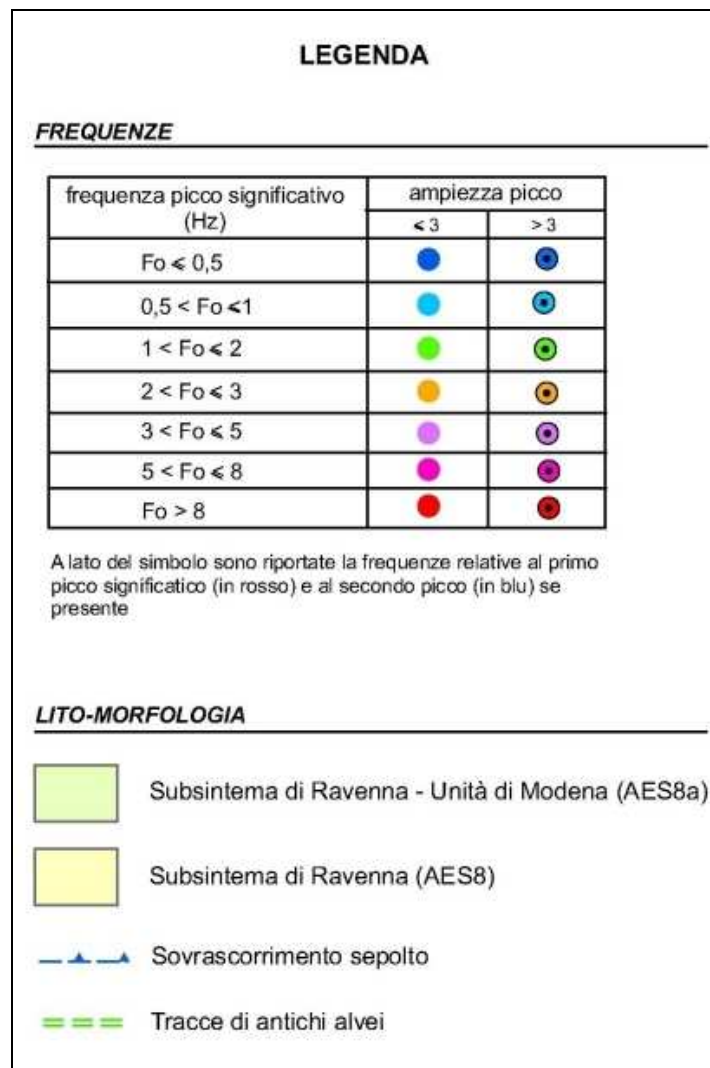 LEGENDA
FREQUENZE
frequenza picco significativo
(Hz)
ampiezza picco
⩽ 3
> 3
Fo ⩽ 0,5
0,5 < Fo ⩽1
1 < Fo ⩽ 2
2 < Fo ⩽ 3
3 < Fo ⩽ 5
5 < Fo ⩽ 8
Fo > 8
A lato del simbolo sono riportate la frequenze relative al primo
picco significatico (in rosso) e al secondo picco (in blu) se
presente
LITO-MORFOLOGIA
Subsintema di Ravenna - Unità di Modena (AES8a)
Subsintema di Ravenna (AES8)
Sovrascorrimento sepolto
Tracce di antichi alvei